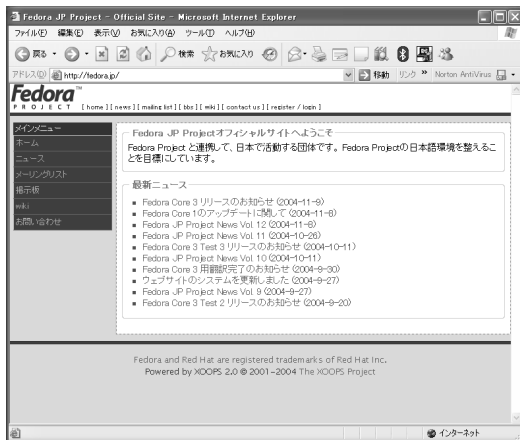 Fedora JP Project - Official Site - Microsoft Internet Explorer
ファイル(F) 編集(E) 表示(V) お気に入り(A) ツール(T) ヘルプ(H)
戻る 検索 お気に入り
アドレス(D) http://fedora.jp/ 移動 リンク » Norton AntiVirus
Fedora™
PROJECT [ home ] [ news ] [ mailing list ] [ bbs ] [ wiki ] [ contact us ] [ register / login ]
メインメニュー
ホーム
ニュース
メーリングリスト
掲示板
wiki
お問い合わせ
Fedora JP Projectオフィシャルサイトへようこそ
Fedora Project と連携して、日本で活動する団体です。Fedora Projectの日本語環境を整えるこ
とを目標にしています。
最新ニュース
Fedora Core 3 リリースのお知らせ (2004-11-9)
Fedora Core 1のアップデートに関して (2004-11-8)
Fedora JP Project News Vol. 12 (2004-11-8)
Fedora JP Project News Vol. 11 (2004-10-26)
Fedora Core 3 Test 3 リリースのお知らせ (2004-10-11)
Fedora JP Project News Vol. 10 (2004-10-11)
Fedora Core 3 用翻訳完了のお知らせ (2004-9-30)
ウェブサイトのシステムを更新しました (2004-9-27)
Fedora JP Project News Vol. 9 (2004-9-27)
Fedora Core 3 Test 2 リリースのお知らせ (2004-9-20)
Fedora and Red Hat are registered trademarks of Red Hat Inc.
Powered by XOOPS 2.0 © 2001-2004 The XOOPS Project
インターネット